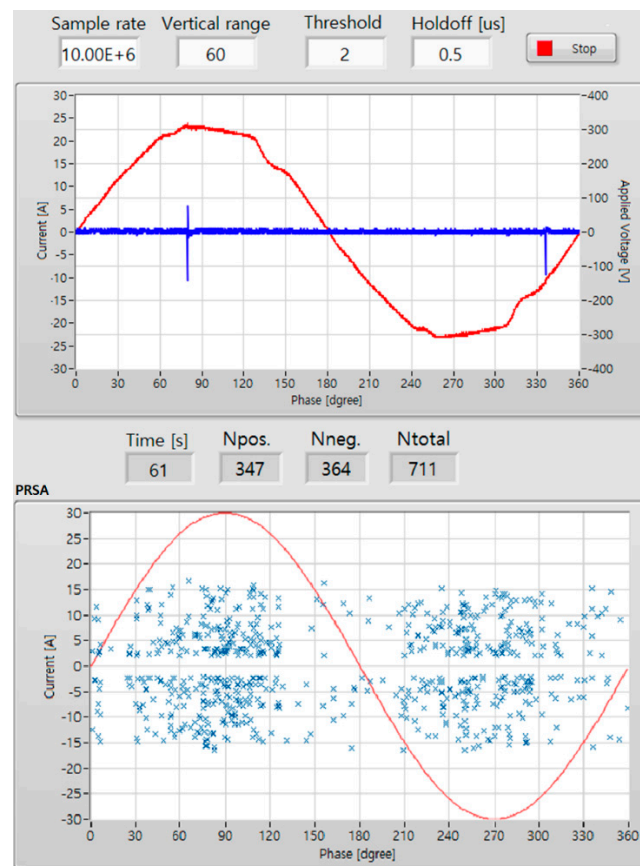 Sample rate Vertical range Threshold Holdoff [us]
10.00E+6 60 2 0.5 Stop
30 25 20 15 10 5 0 -5 -10 -15 -20 -25 -30
Current [A]
400 300 200 100 0 -100 -200 -300 -400
Applied Voltage [V]
0 30 60 90 120 150 180 210 240 270 300 330 360
Phase [dgree]
Time [s] Npos. Nneg. Ntotal
61 347 364 711
PRSA
30 25 20 15 10 5 0 -5 -10 -15 -20 -25 -30
Current [A]
0 30 60 90 120 150 180 210 240 270 300 330 360
Phase [dgree]